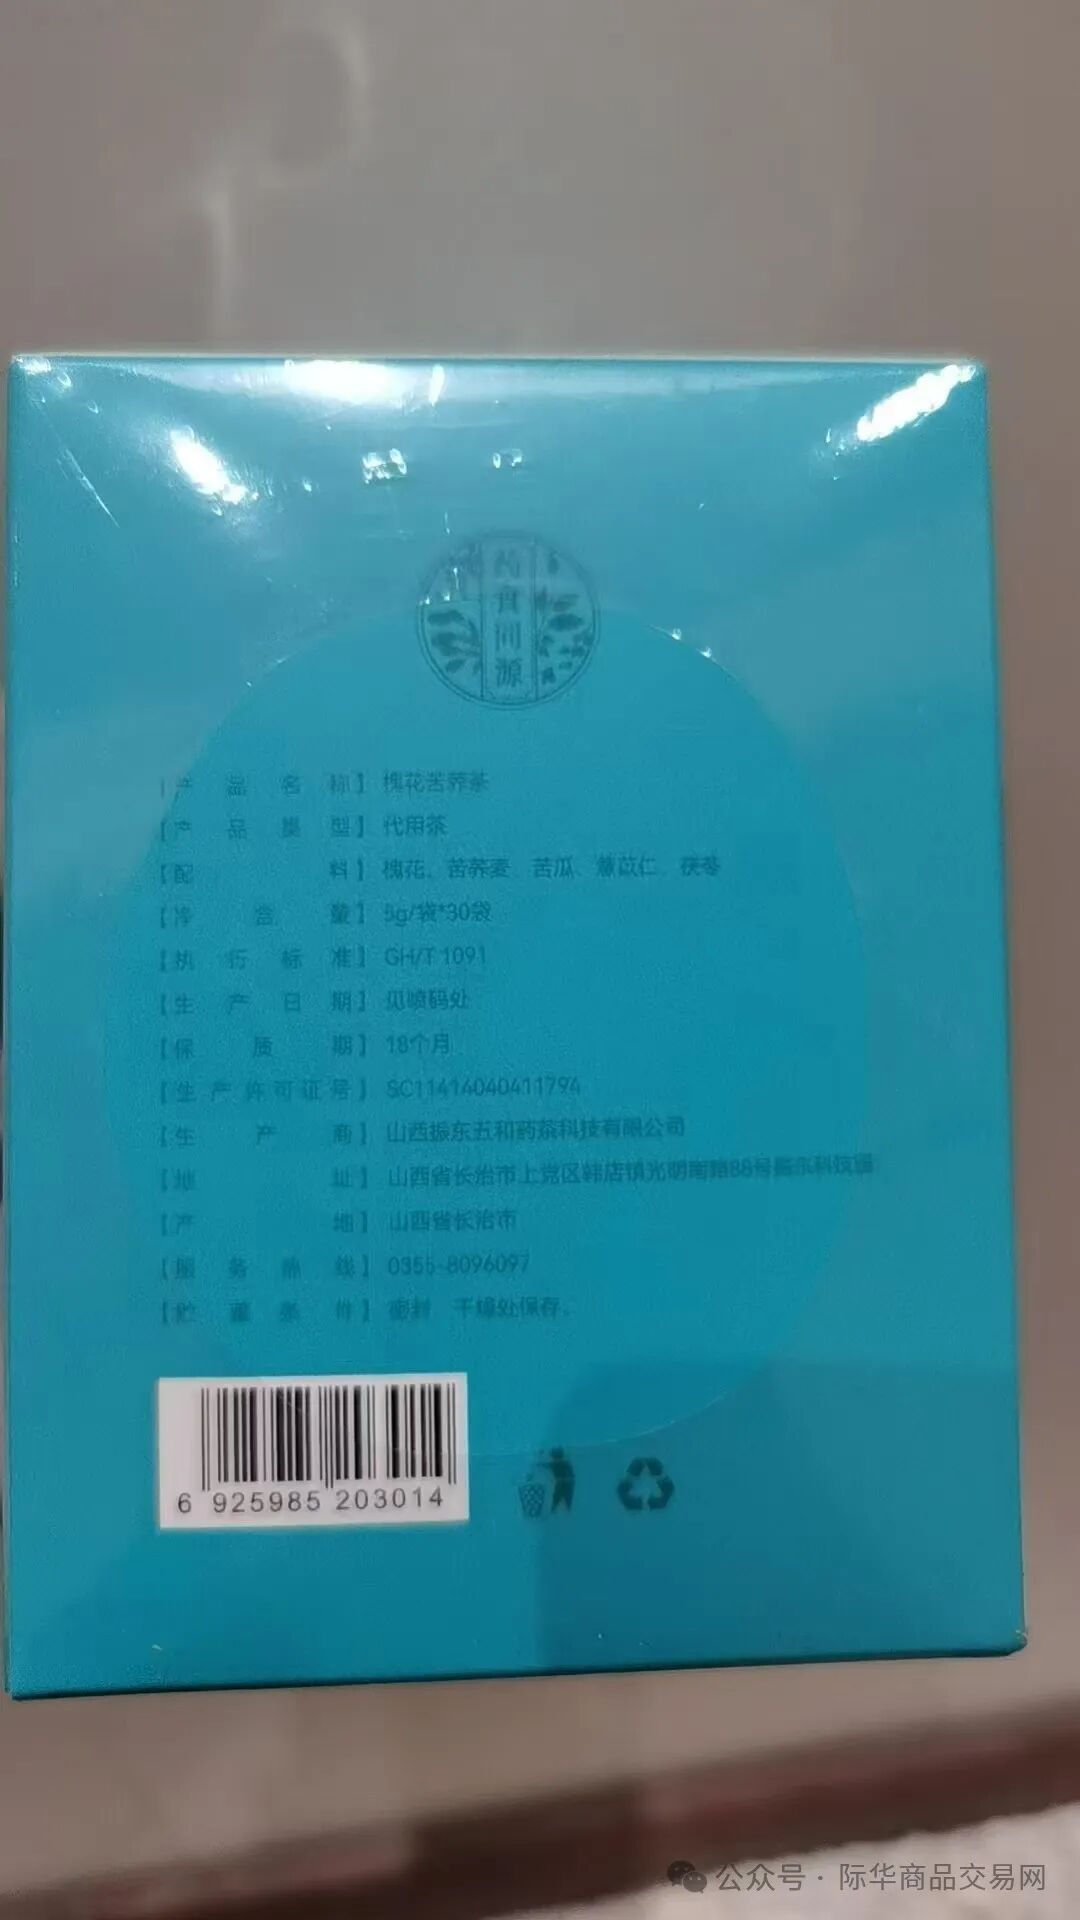 药食同源
【产品名称】槐花苦荞茶
【产品类型】代用茶
【配料】槐花、苦荞麦、苦瓜、薏苡仁、茯苓
【净含量】5g/袋*30袋
【执行标准】GH/T 1091
【生产日期】见喷码处
【保质期】18个月
【生产许可证号】SC11414040411794
【生产商】山西振东五和药茶科技有限公司
【地址】山西省长治市上党区韩店镇光明南路88号振东科技园
【产地】山西省长治市
【服务热线】0355-8096097
【贮藏条件】密封、干燥处保存。
6 925985 203014
公众号 · 际华商品交易网